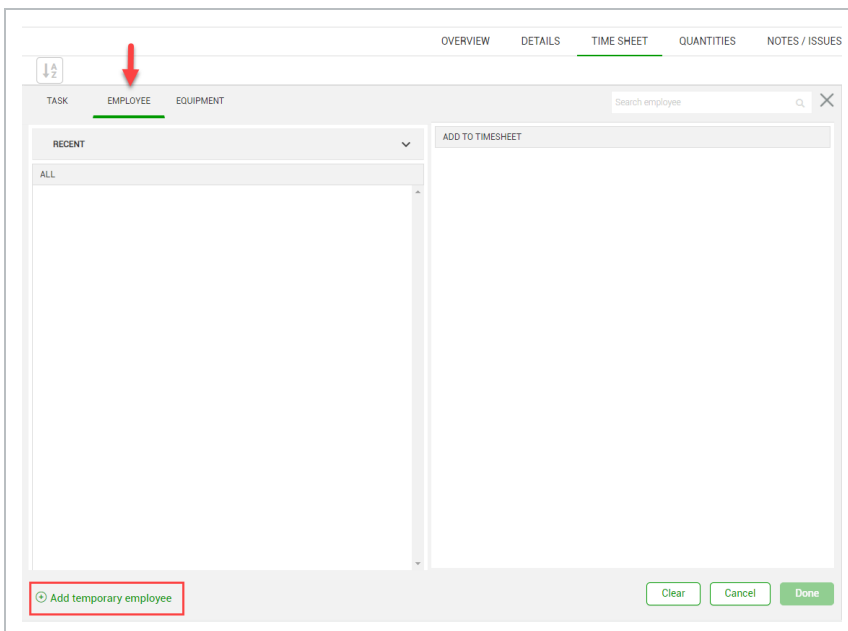 OVERVIEW DETAILS TIME SHEET QUANTITIES NOTES / ISSUES
A
Z
TASK EMPLOYEE EQUIPMENT Search employee
RECENT
ADD TO TIMESHEET
ALL
Add temporary employee
Clear Cancel Done